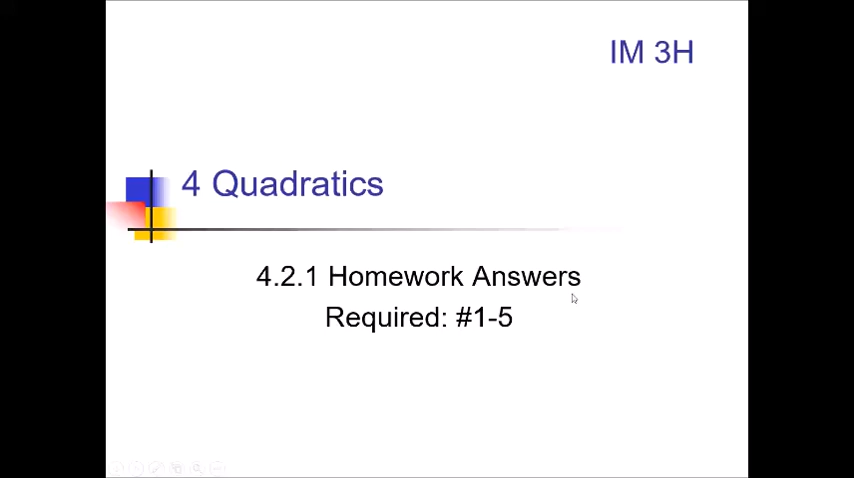 IM 3H
4 Quadratics
4.2.1 Homework Answers
Required: #1-5